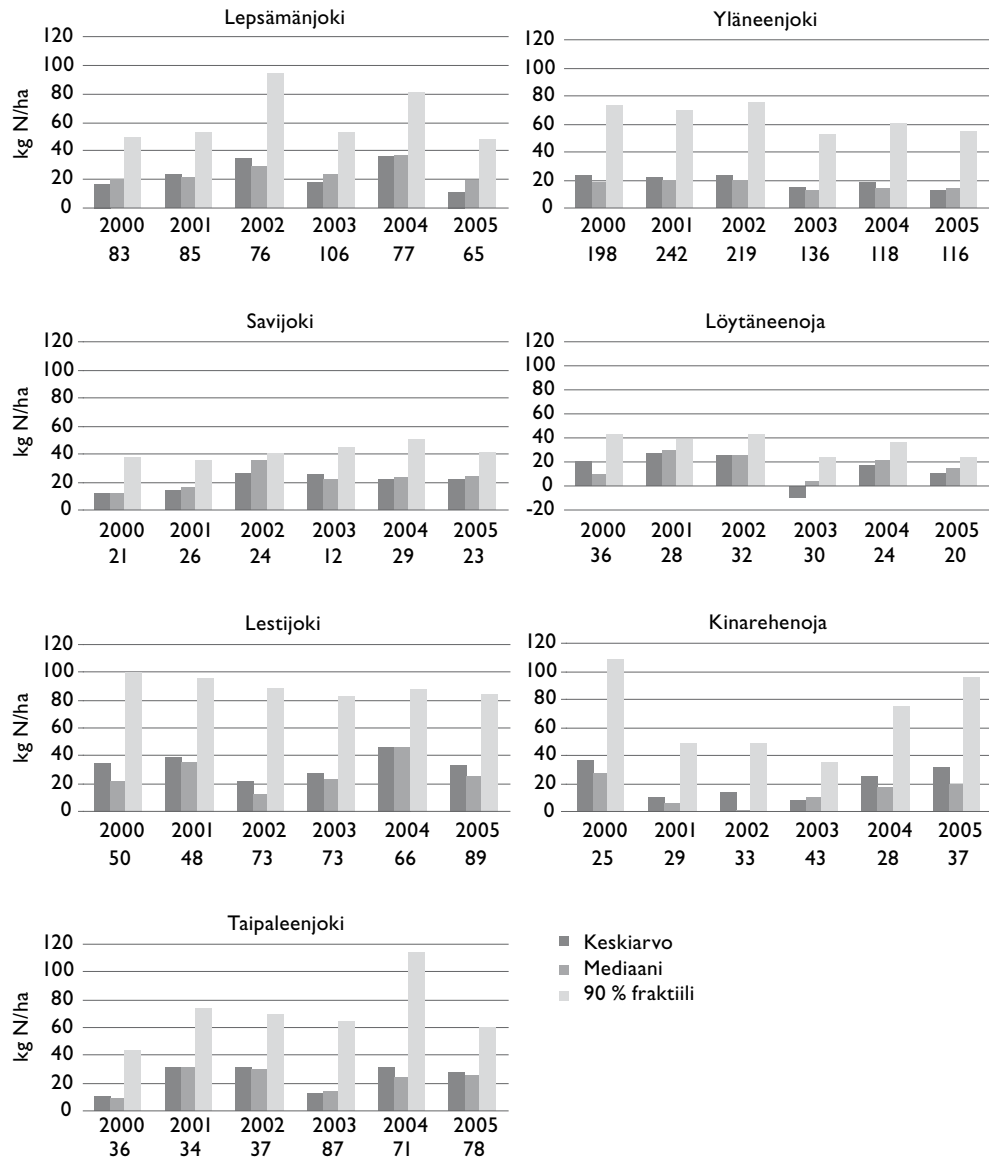 Lepsämänjoki
kg N/ha
120
100
80
60
40
20
0
2000 2001 2002 2003 2004 2005
83 85 76 106 77 65
Yläneenjoki
120
100
80
60
40
20
0
2000 2001 2002 2003 2004 2005
198 242 219 136 118 116
Savijoki
kg N/ha
120
100
80
60
40
20
0
2000 2001 2002 2003 2004 2005
21 26 24 12 29 23
Löytäneenoja
120
100
80
60
40
20
0
-20
2000 2001 2002 2003 2004 2005
36 28 32 30 24 20
Lestijoki
kg N/ha
120
100
80
60
40
20
0
2000 2001 2002 2003 2004 2005
50 48 73 73 66 89
Kinarehenoja
120
100
80
60
40
20
0
2000 2001 2002 2003 2004 2005
25 29 33 43 28 37
Taipaleenjoki
kg N/ha
120
100
80
60
40
20
0
2000 2001 2002 2003 2004 2005
36 34 37 87 71 78
Keskiarvo
Mediaani
90 % fraktiili